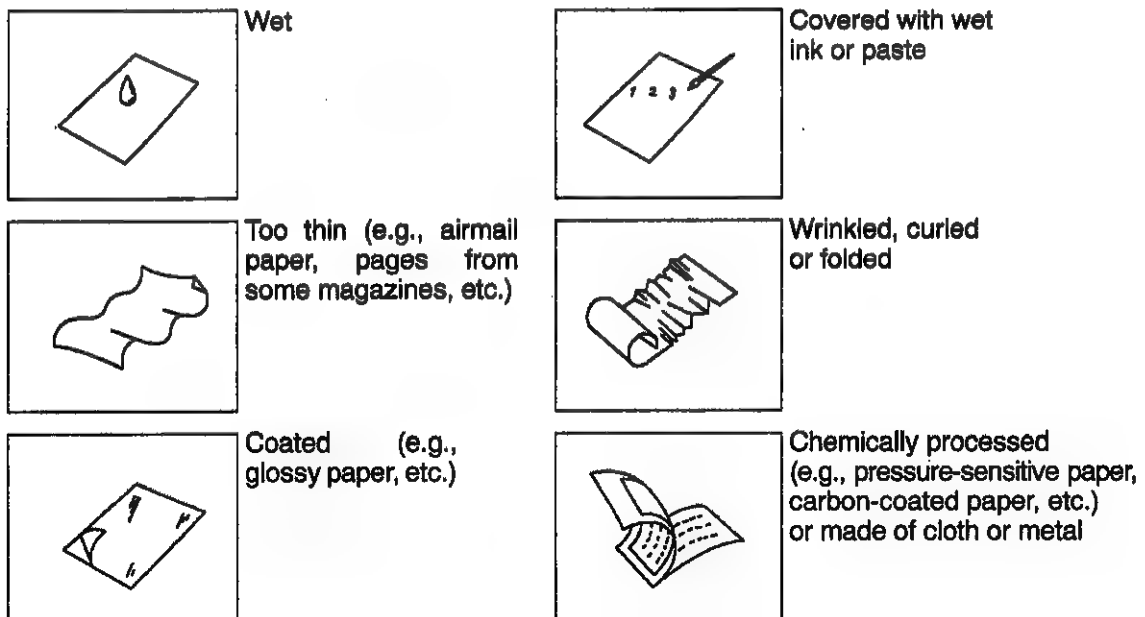 Wet
Covered with wet
ink or paste
1 2 3
Too thin (e.g., airmail
paper, pages from
some magazines, etc.)
Wrinkled, curled
or folded
Coated (e.g.,
glossy paper, etc.)
Chemically processed
(e.g., pressure-sensitive paper,
carbon-coated paper, etc.)
or made of cloth or metal